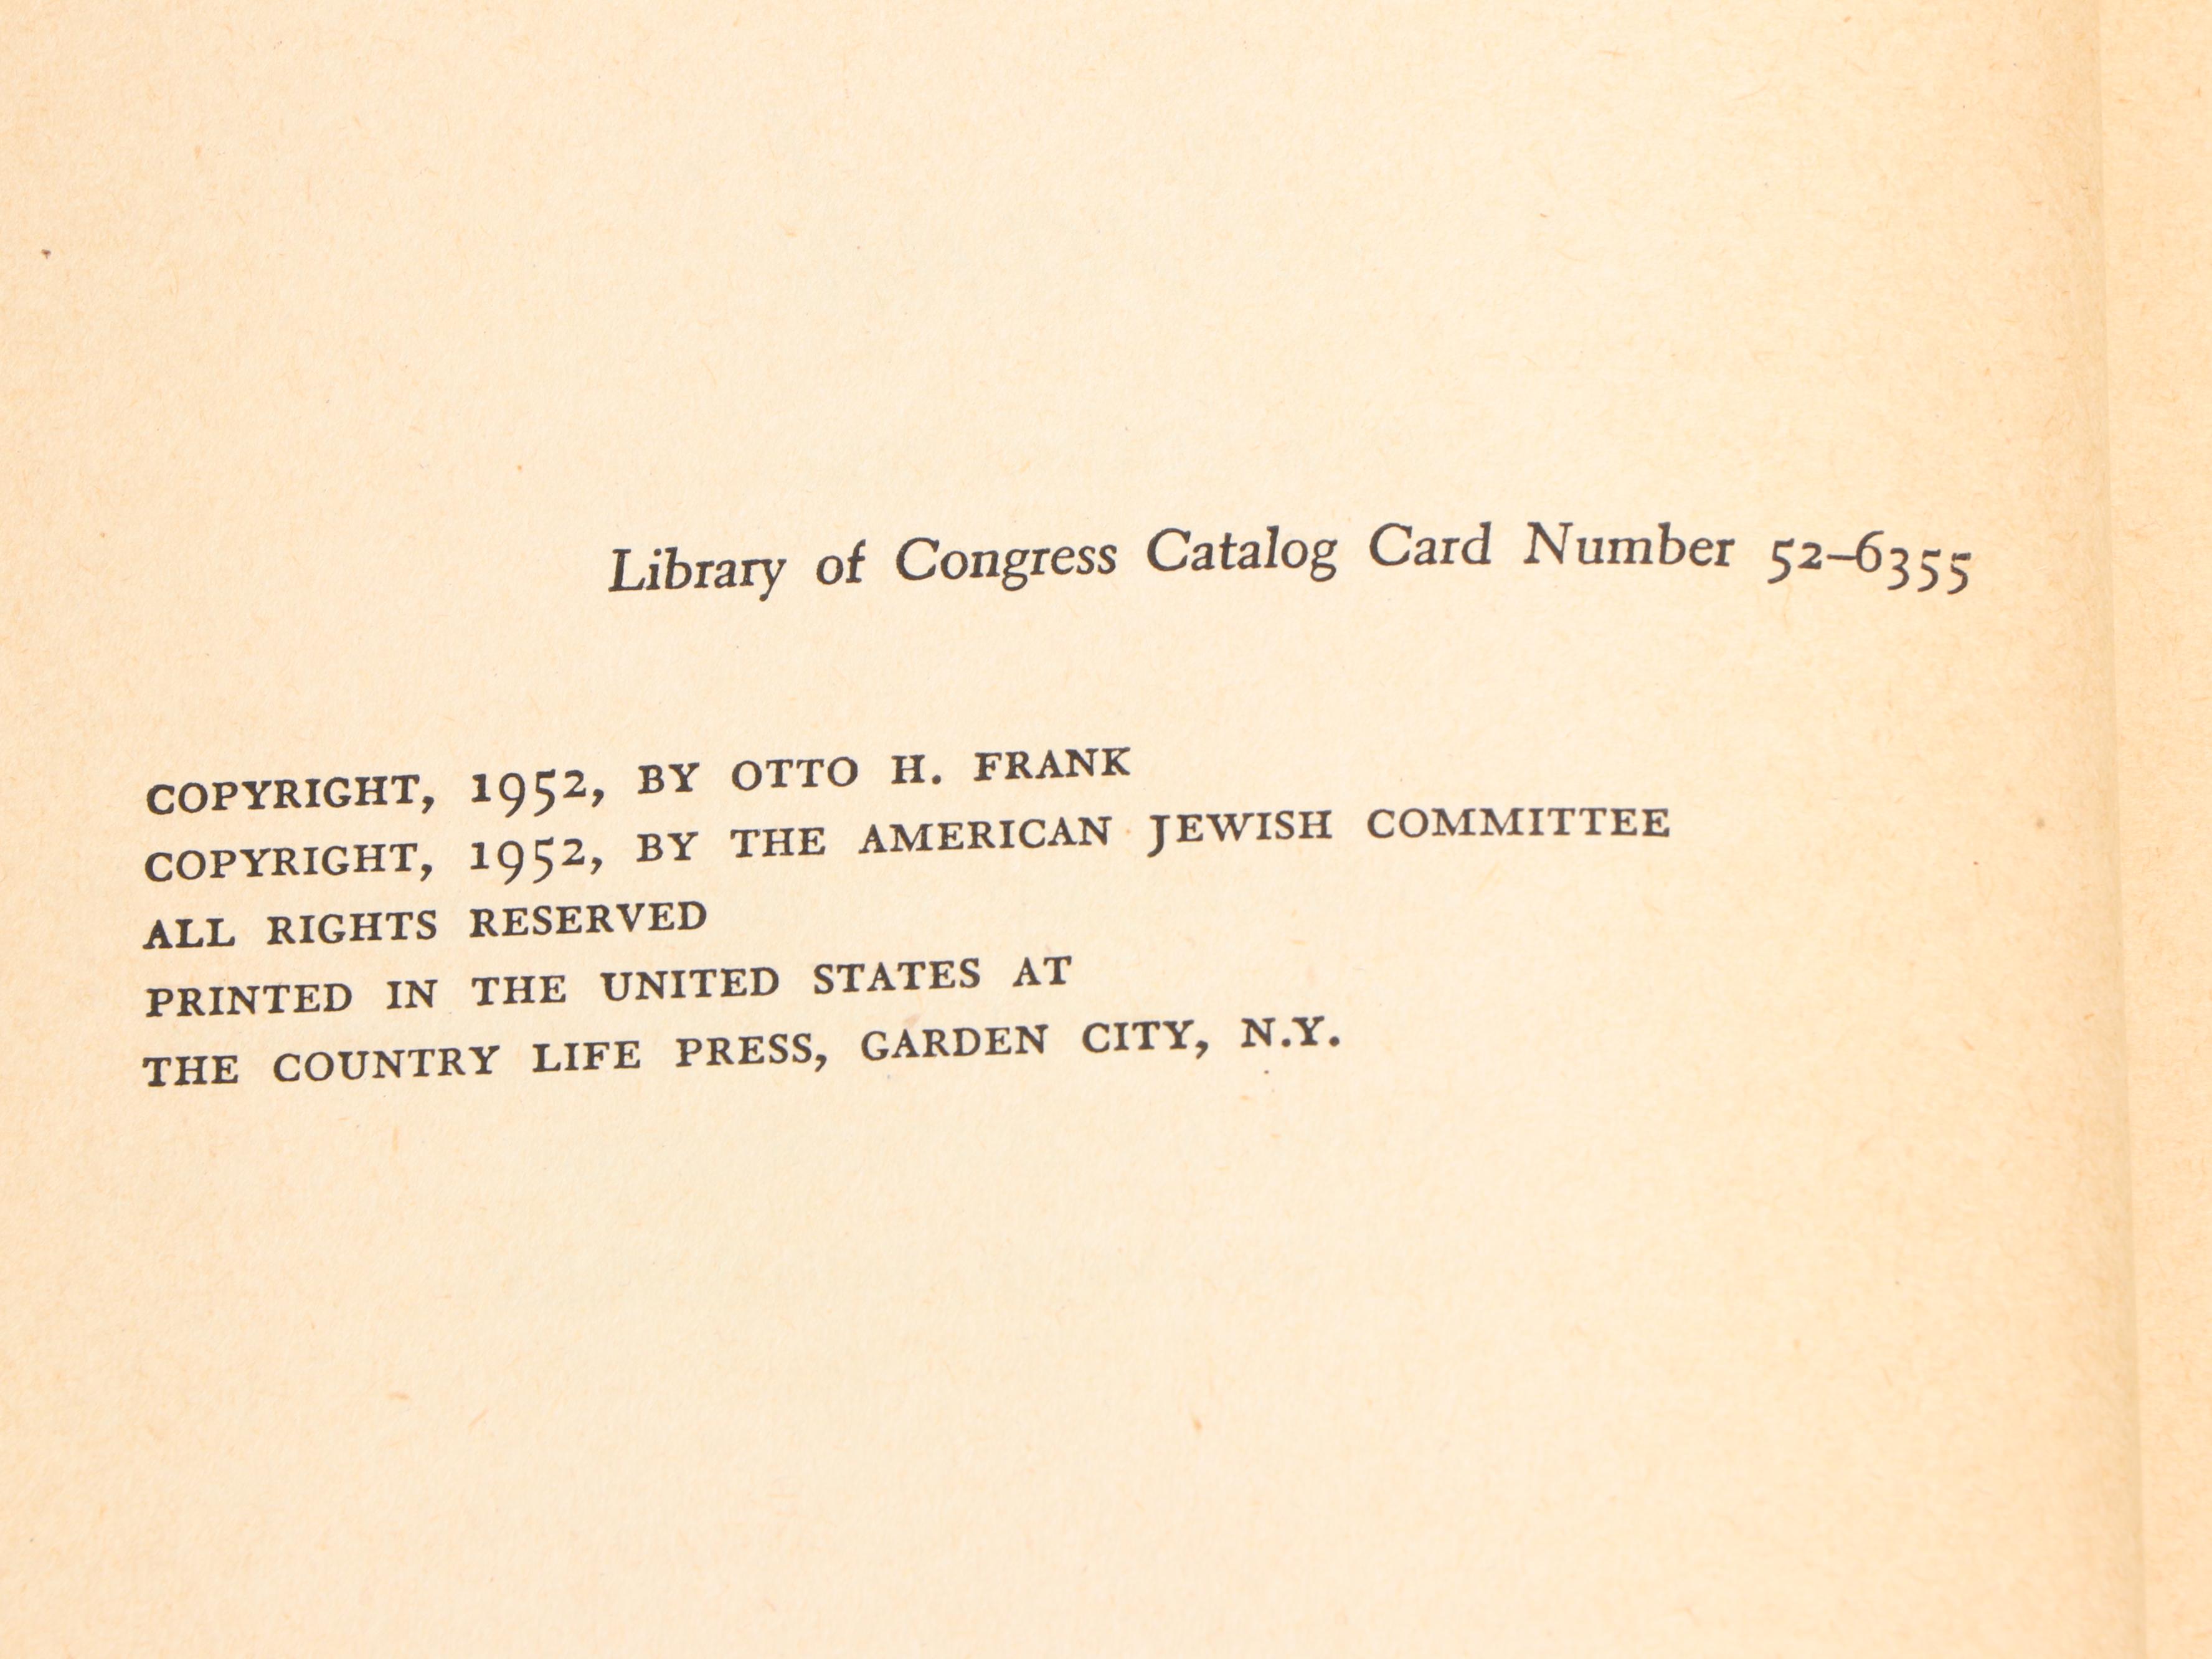 Library of Congress Catalog Card Number 52–6355
COPYRIGHT, 1952, BY OTTO H. FRANK
COPYRIGHT, 1952, BY THE AMERICAN JEWISH COMMITTEE
ALL RIGHTS RESERVED
PRINTED IN THE UNITED STATES AT
THE COUNTRY LIFE PRESS, GARDEN CITY, N.Y.